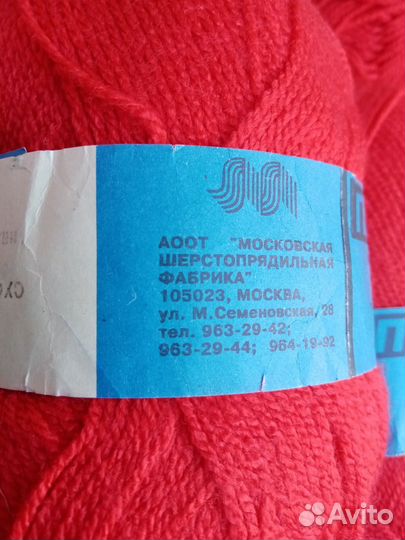 АООТ "МОСКОВСКАЯ
ШЕРСТОПРЯДИЛЬНАЯ
ФАБРИКА"
105023, МОСКВА,
ул. М.Семеновская, 28
тел. 963-29-42;
963-29-44; 964-19-92
Avito